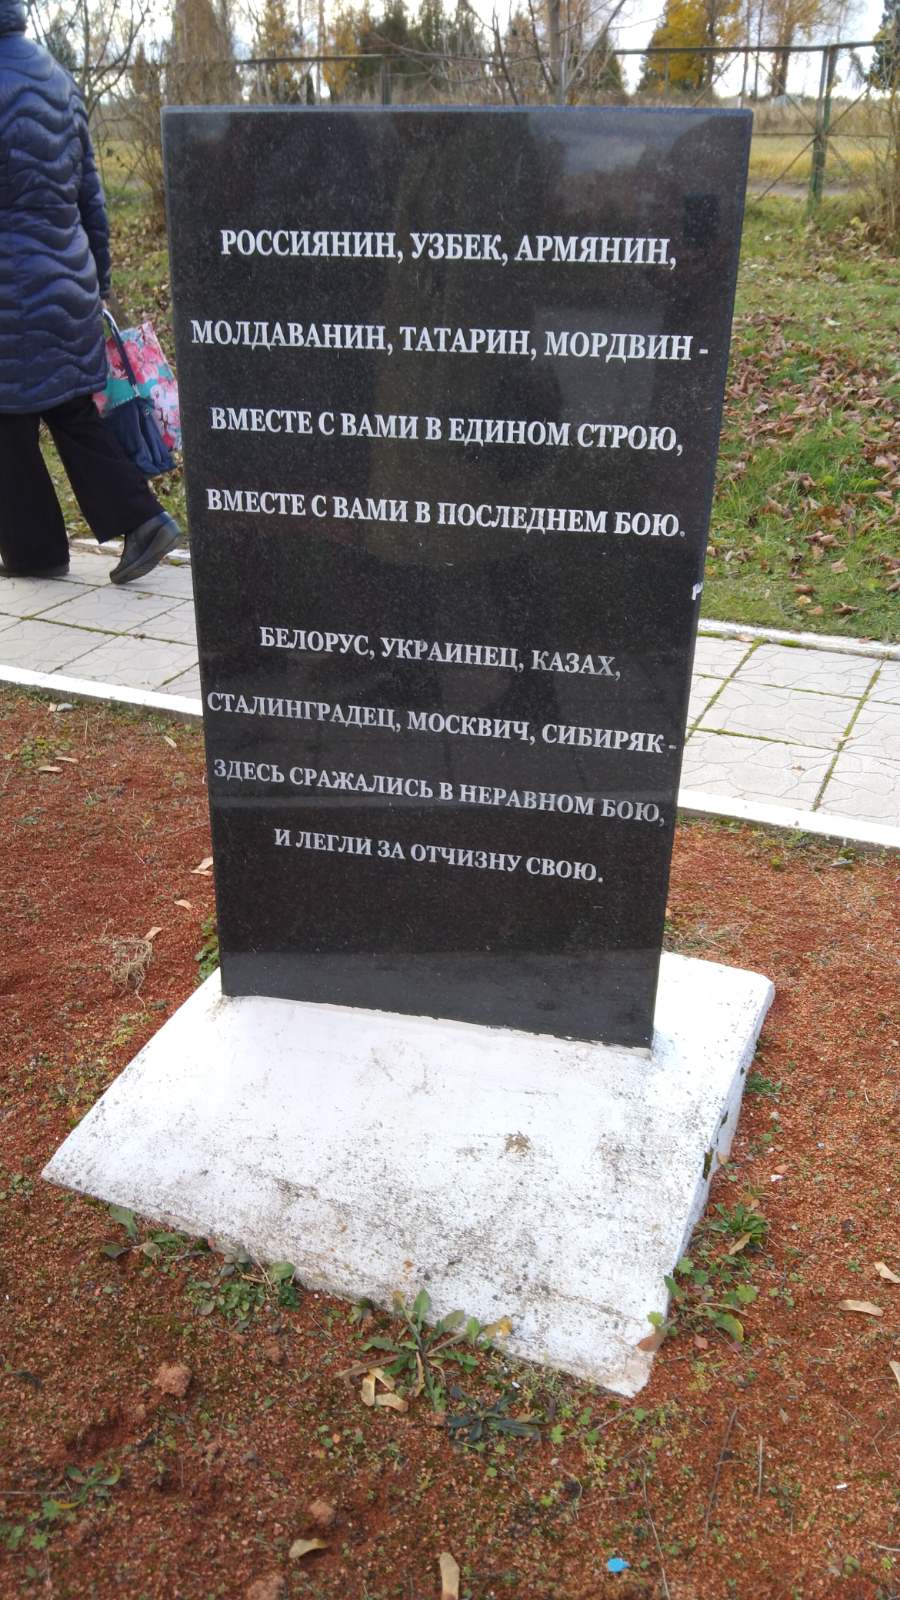 РОССИЯНИН, УЗБЕК, АРМЯНИН,
МОЛДАВАНИН, ТАТАРИН, МОРДВИН -
ВМЕСТЕ С ВАМИ В ЕДИНОМ СТРОЮ,
ВМЕСТЕ С ВАМИ В ПОСЛЕДНЕМ БОЮ.
БЕЛОРУС, УКРАИНЕЦ, КАЗАХ,
СТАЛИНГРАДЕЦ, МОСКВИЧ, СИБИРЯК -
ЗДЕСЬ СРАЖАЛИСЬ В НЕРАВНОМ БОЮ,
И ЛЕГЛИ ЗА ОТЧИЗНУ СВОЮ.